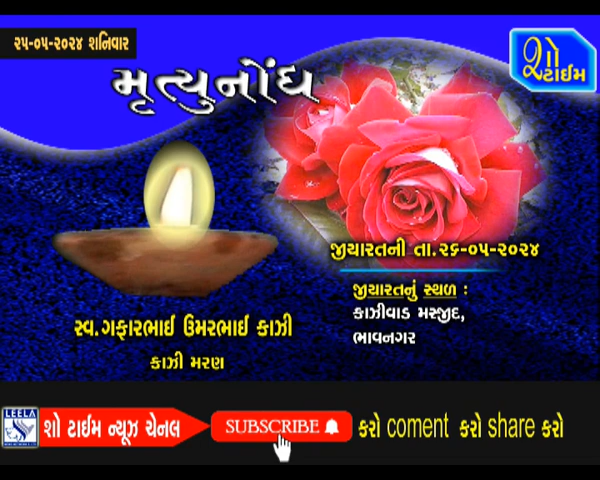 ૨૫-૦૫-૨૦૨૪ શનિવાર
શો
ટાઈમ
મૃત્યુનોંધ
જીયારતની તા.૨૬-૦૫-૨૦૨૪
જીયારતનું સ્થળ :
કાઝીવાડ મસ્જીદ,
ભાવનગર
સ્વ.ગફારભાઈ ઉમરભાઈ કાઝી
કાઝી મરણ
LEELA
શો ટાઈમ ન્યૂઝ ચેનલ
SUBSCRIBE
કરો coment કરો share કરો